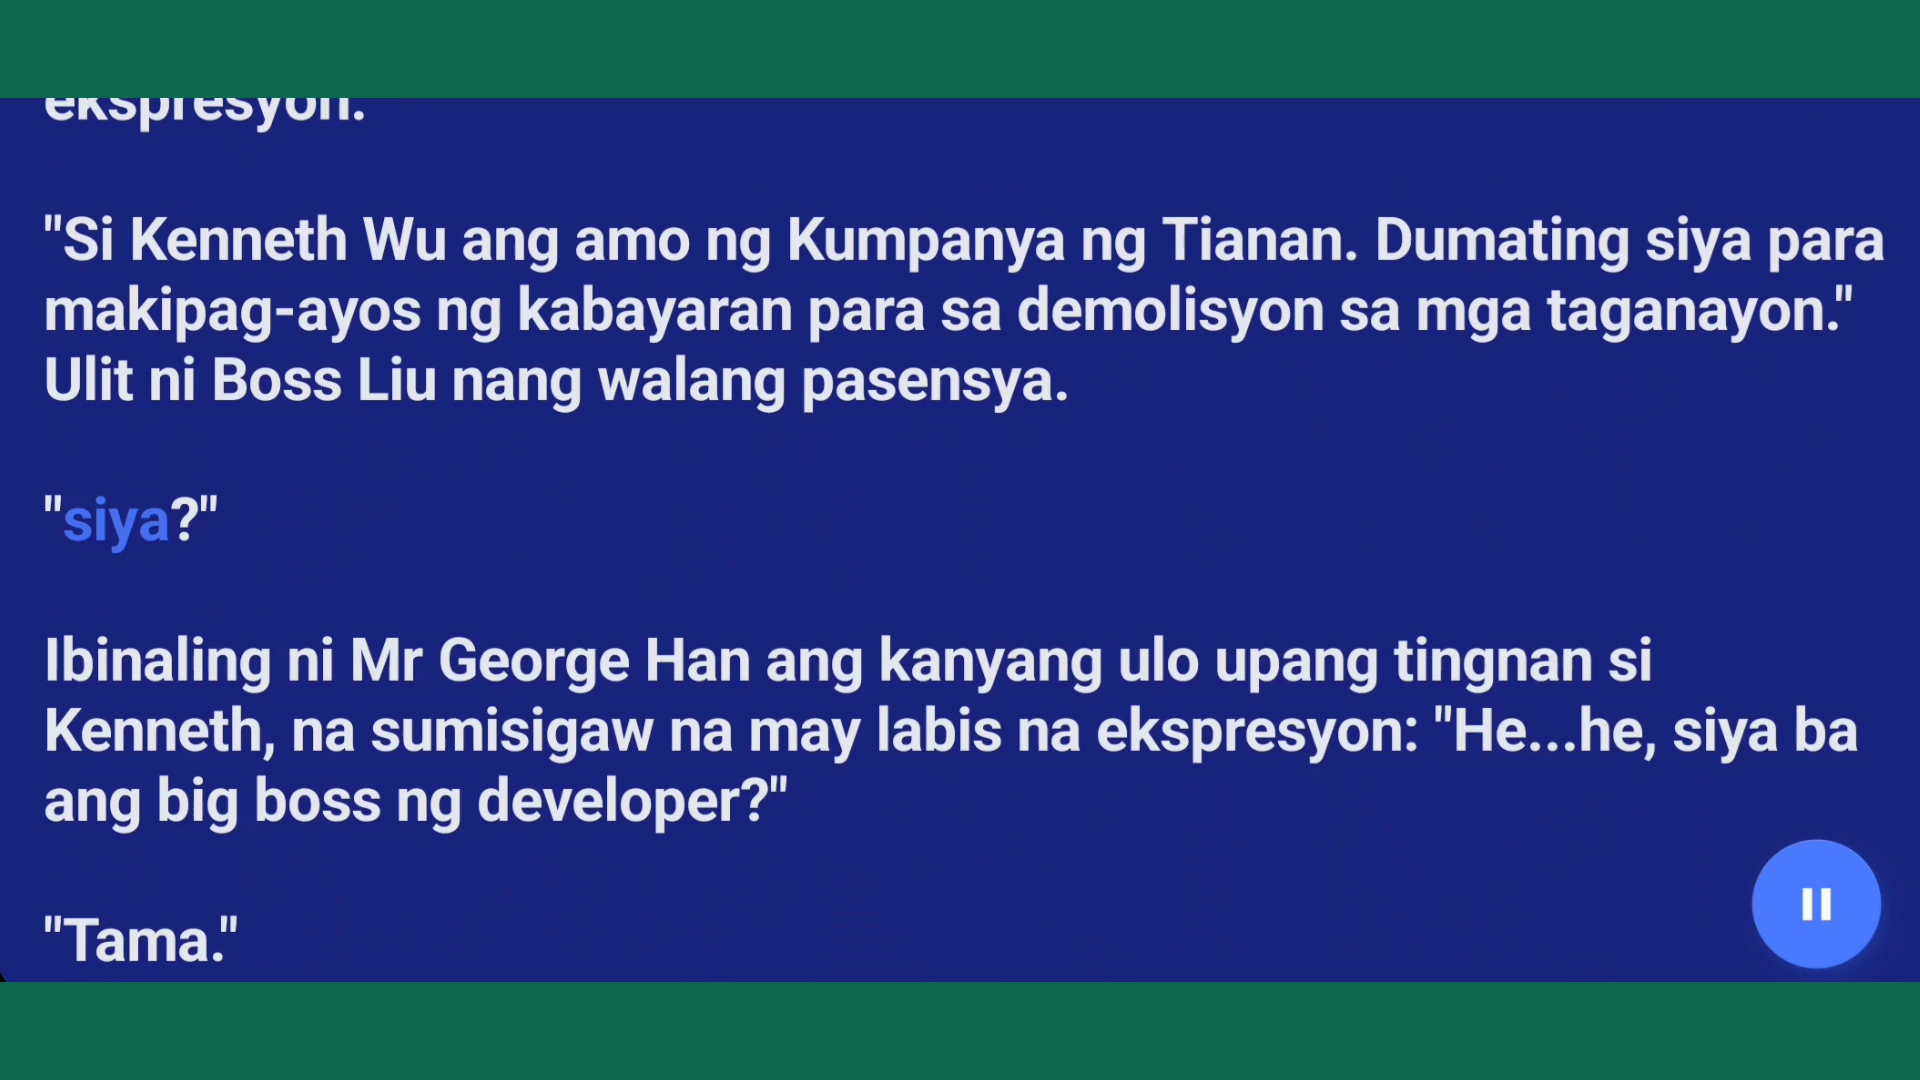 ekspresyon.
"Si Kenneth Wu ang amo ng Kumpanya ng Tianan. Dumating siya para
makipag-ayos ng kabayaran para sa demolisyon sa mga taganayon."
Ulit ni Boss Liu nang walang pasensya.
"siya?"
Ibinaling ni Mr George Han ang kanyang ulo upang tingnan si
Kenneth, na sumisigaw na may labis na ekspresyon: "He...he, siya ba
ang big boss ng developer?"
"Tama."